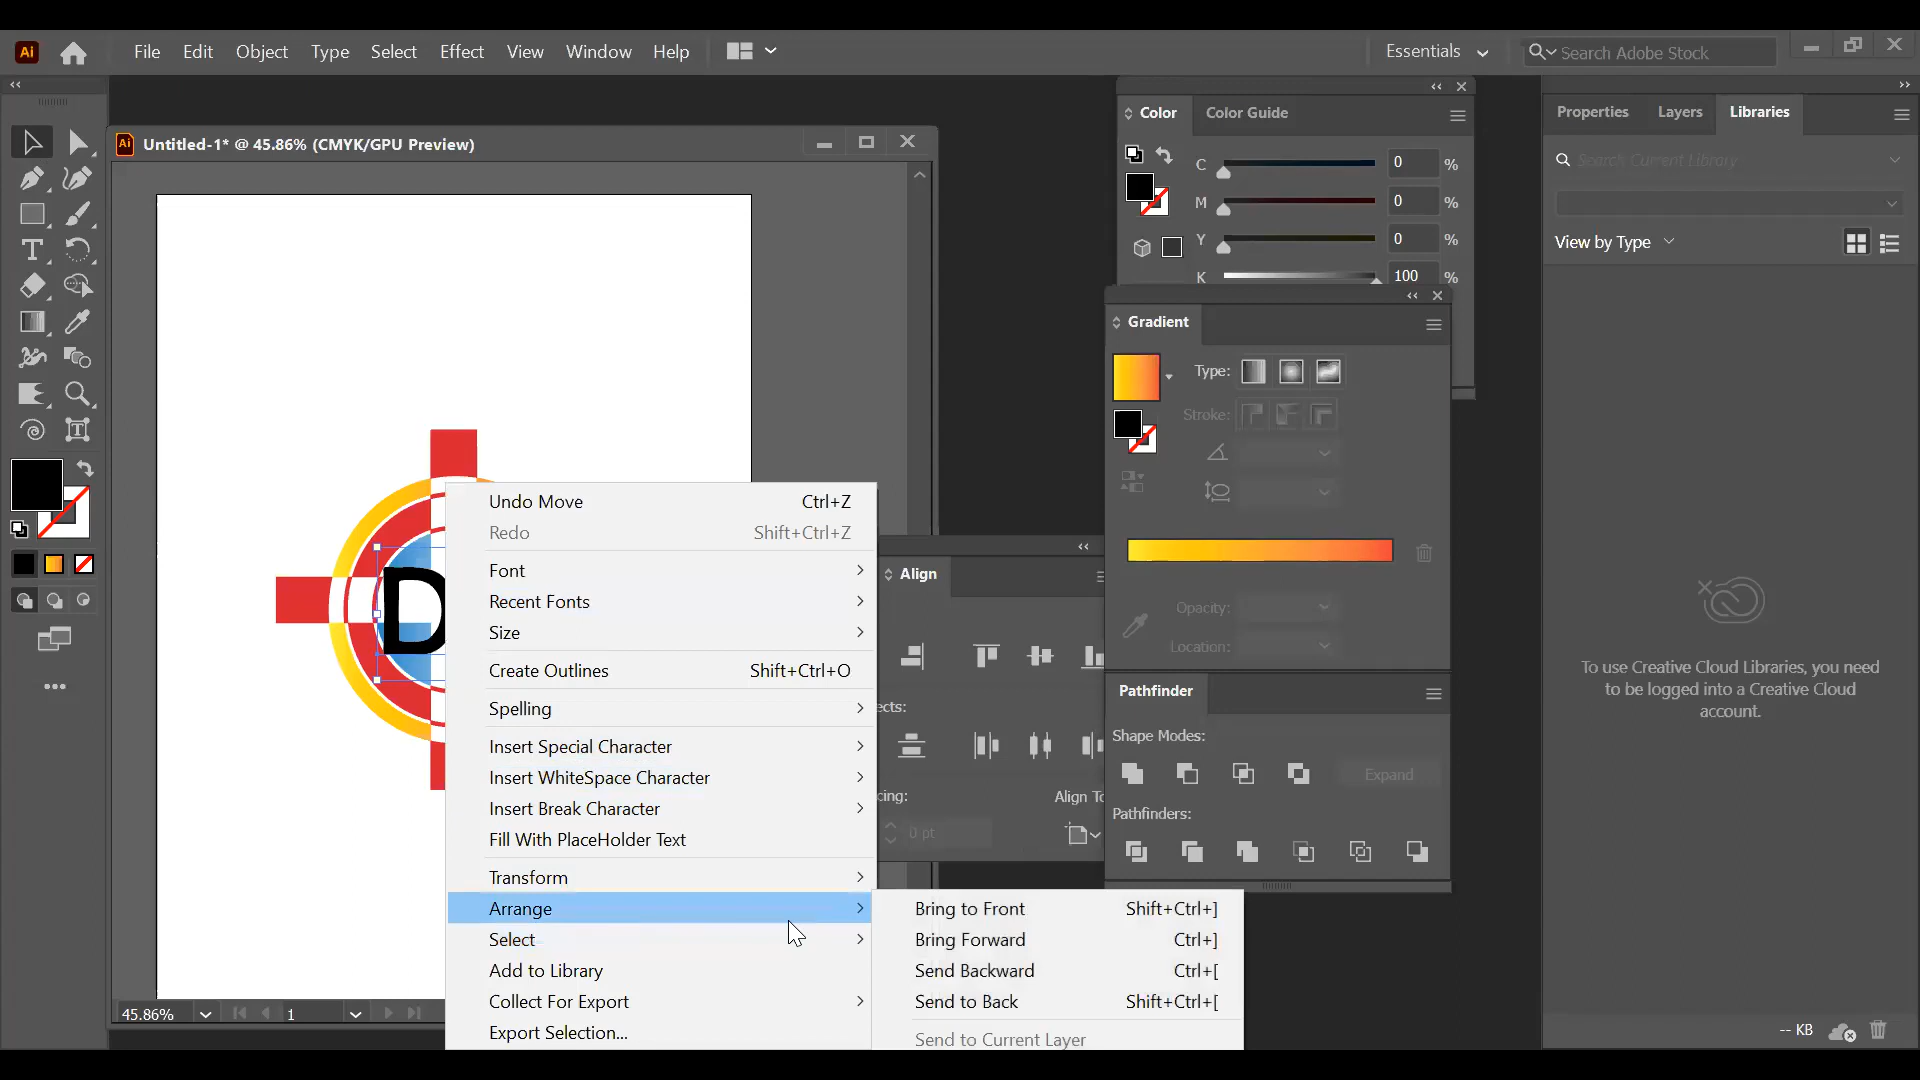 Ai File Edit Object Type Select Effect View Window Help Essentials Search Adobe Stock
Ai Untitled-1* @ 45.86% (CMYK/GPU Preview)
Color Color Guide
C 0 %
M 0 %
Y 0 %
K 100 %
Gradient
Type:
Stroke:
Opacity:
Location:
Pathfinder
Shape Modes:
Expand
Pathfinders:
Properties Layers Libraries
Search Current Library
View by Type
To use Creative Cloud Libraries, you need
to be logged into a Creative Cloud
account.
-- KB
D
Undo Move Ctrl+Z
Redo Shift+Ctrl+Z
Font
Recent Fonts
Size
Create Outlines Shift+Ctrl+O
Spelling
Insert Special Character
Insert WhiteSpace Character
Insert Break Character
Fill With PlaceHolder Text
Transform
Arrange
Select
Add to Library
Collect For Export
Export Selection...
Align
ects:
cing:
Align To
0 pt
Bring to Front Shift+Ctrl+]
Bring Forward Ctrl+]
Send Backward Ctrl+[
Send to Back Shift+Ctrl+[
Send to Current Layer
45.86% 1